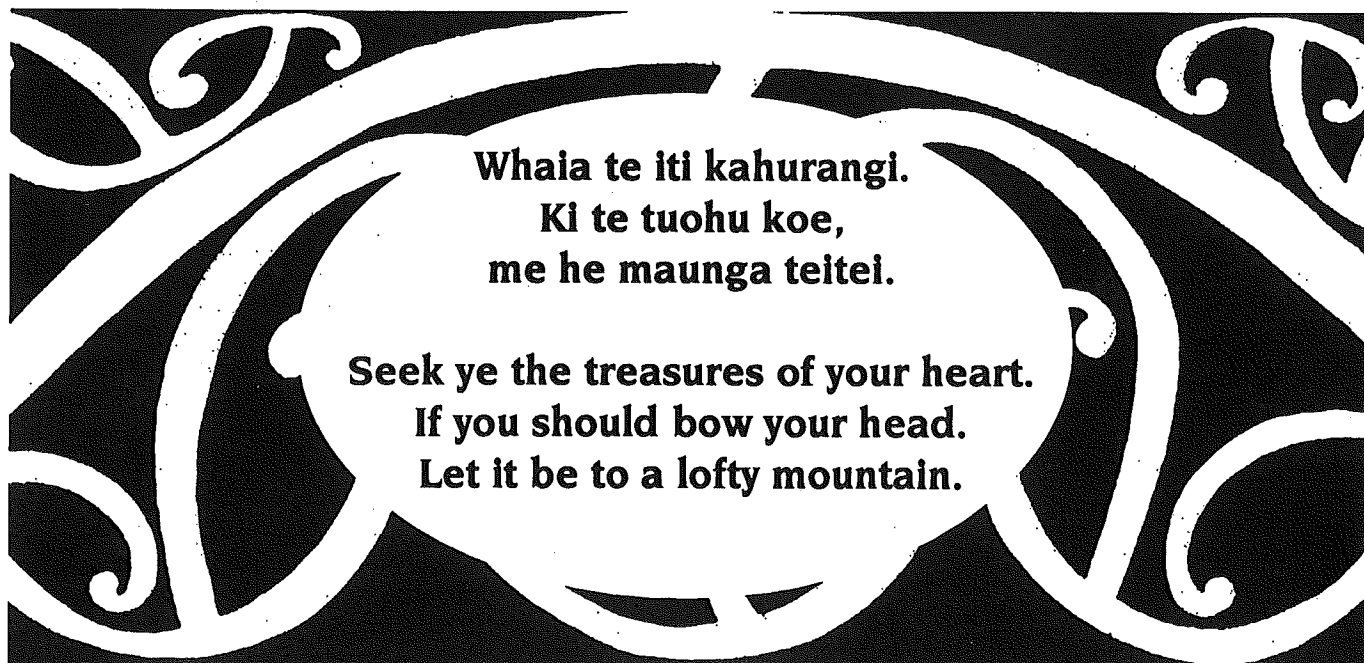 Whaia te iti kahurangi.
Ki te tuohu koe,
me he maunga teitei.
Seek ye the treasures of your heart.
If you should bow your head.
Let it be to a lofty mountain.